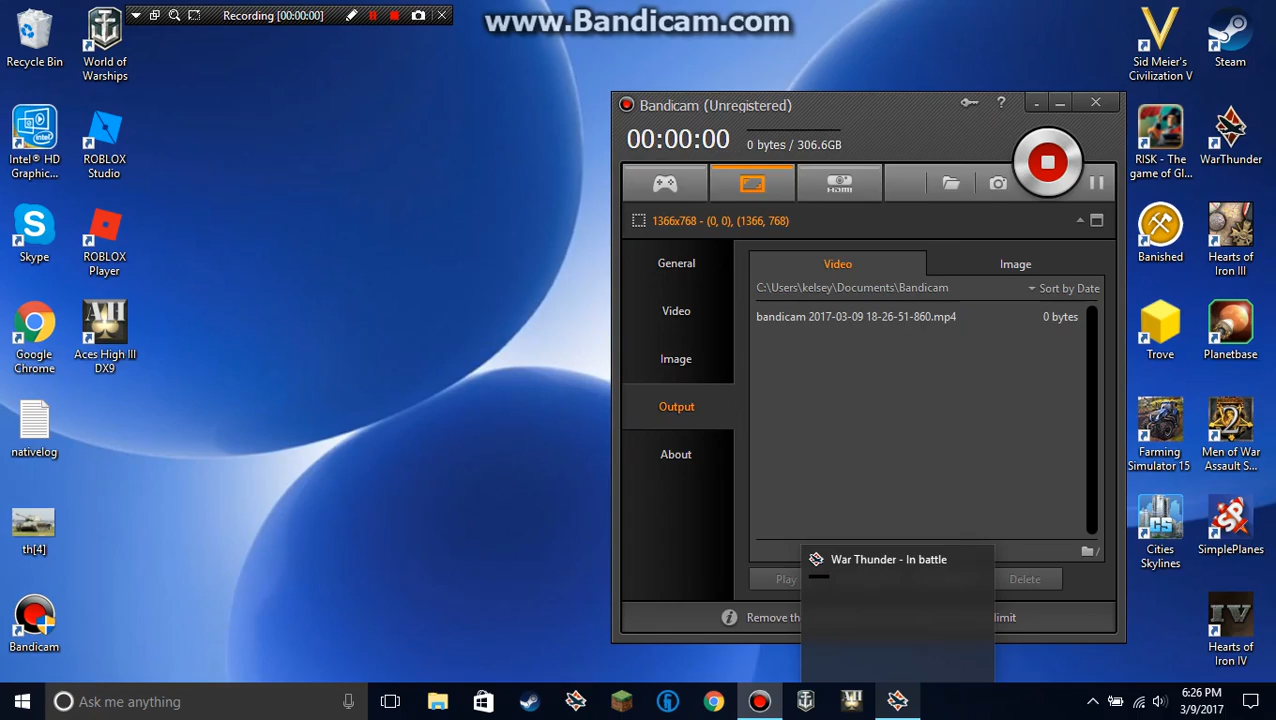 Recording [00:00:00]
www.Bandicam.com
Recycle Bin
World of
Warships
Intel® HD
Graphic...
ROBLOX
Studio
Skype
ROBLOX
Player
Google
Chrome
Aces High III
DX9
nativelog
th[4]
Bandicam
Bandicam (Unregistered)
?
00:00:00
0 bytes / 306.6GB
HDMI
1366x768 - (0, 0), (1366, 768)
General
Video
Image
Output
About
Video
Image
C:\Users\kelsey\Documents\Bandicam
Sort by Date
bandicam 2017-03-09 18-26-51-860.mp4
0 bytes
/
Play
Delete
Remove th
limit
War Thunder - In battle
Sid Meier's
Civilization V
Steam
RISK - The
game of Gl...
WarThunder
Banished
Hearts of
Iron III
Trove
Planetbase
Farming
Simulator 15
Men of War
Assault S...
Cities
Skylines
SimplePlanes
Hearts of
Iron IV
Ask me anything
6:26 PM
3/9/2017